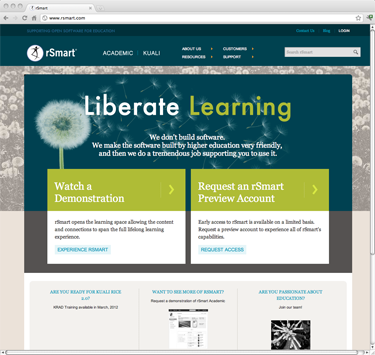 rSmart
www.rsmart.com
SUPPORTING OPEN SOFTWARE FOR EDUCATION
Contact Us
Blog
LOGIN
rSmart
ACADEMIC
KUALI
ABOUT US
CUSTOMERS
RESOURCES
SUPPORT
Search rSmart
Liberate Learning
We don't build software.
We make the software built by higher education very friendly,
and then we do a tremendous job supporting you to use it.
Watch a
Demonstration
rSmart opens the learning space allowing the content
and connections to span the full lifelong learning
experience.
EXPERIENCE RSMART
Request an rSmart
Preview Account
Early access to rSmart is available on a limited basis.
Request a preview account to experience all of rSmart's
capabilities.
REQUEST ACCESS
ARE YOU READY FOR KUALI RICE
2.0?
KRAD Training available in March, 2012
WANT TO SEE MORE OF RSMART?
Request a demonstration of rSmart Academic
ARE YOU PASSIONATE ABOUT
EDUCATION?
Join our team!